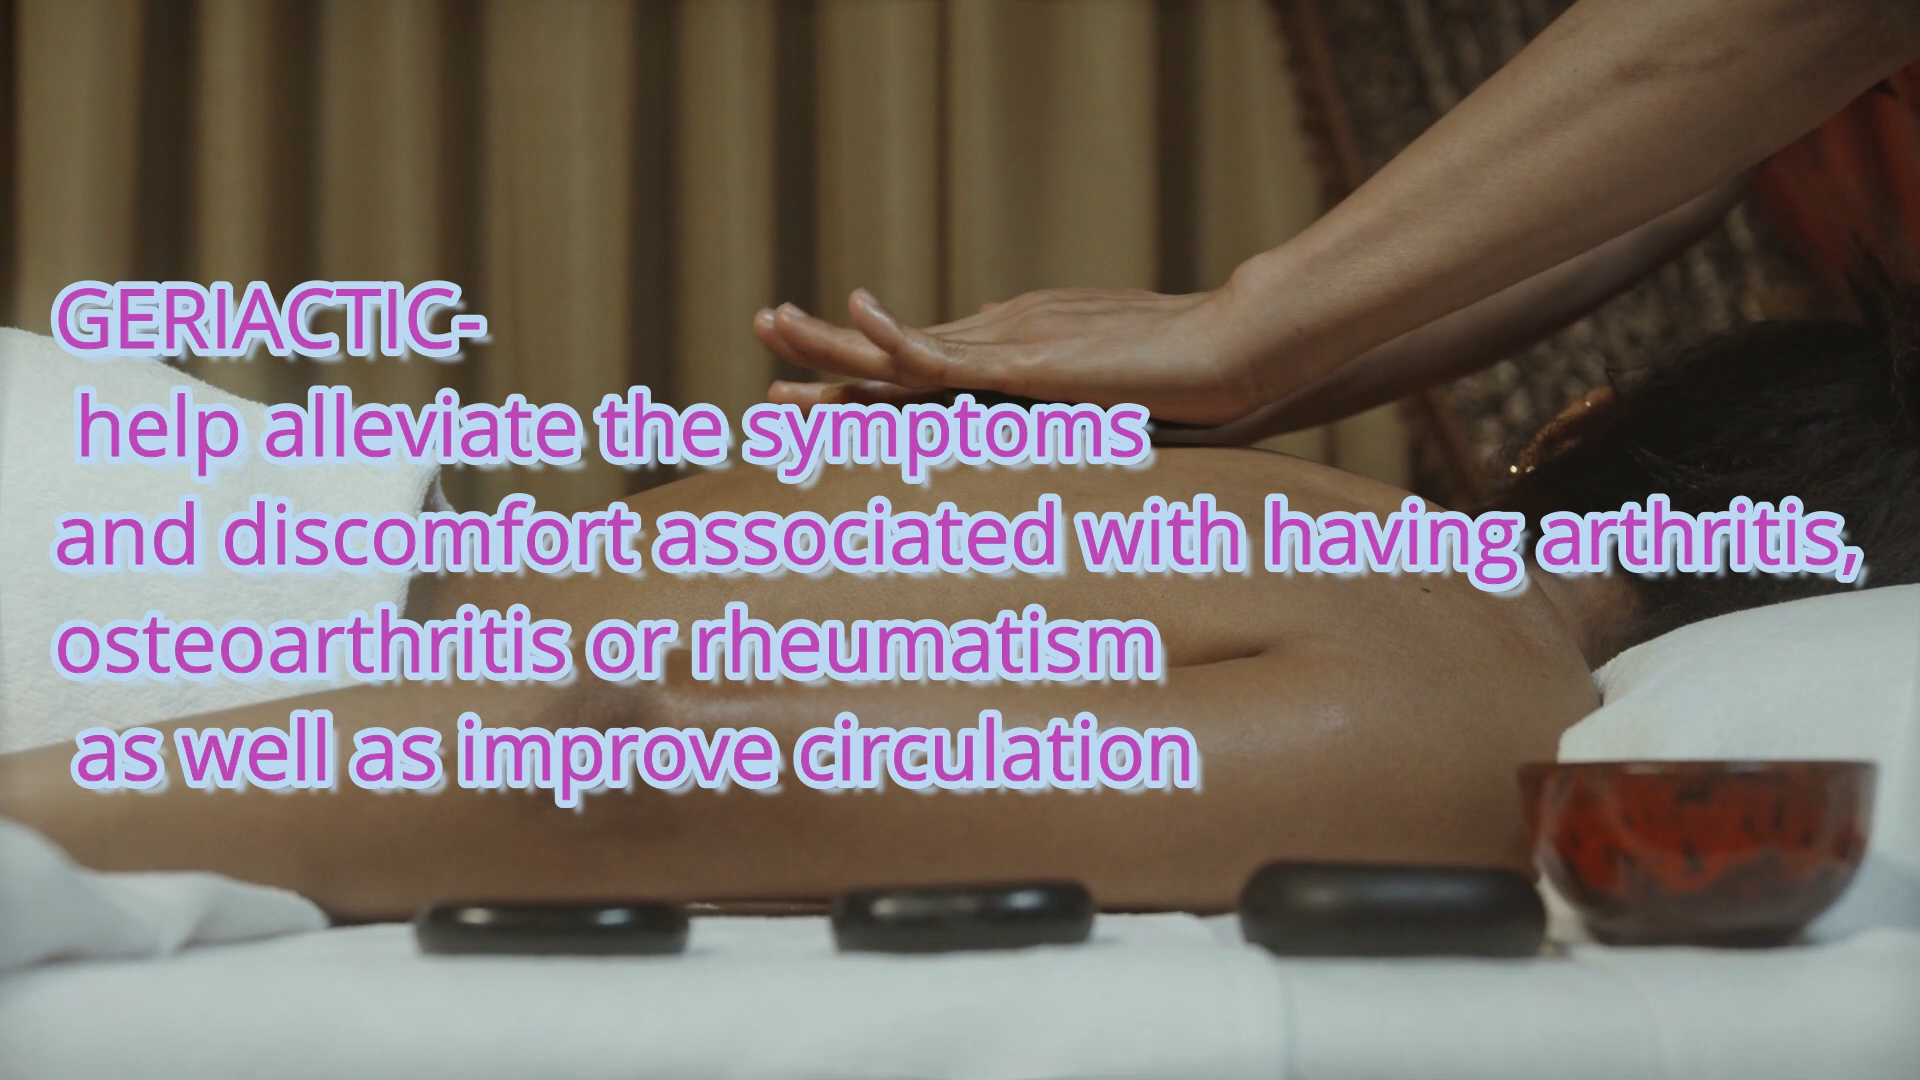 GERIACTIC-
help alleviate the symptoms
and discomfort associated with having arthritis,
osteoarthritis or rheumatism
as well as improve circulation